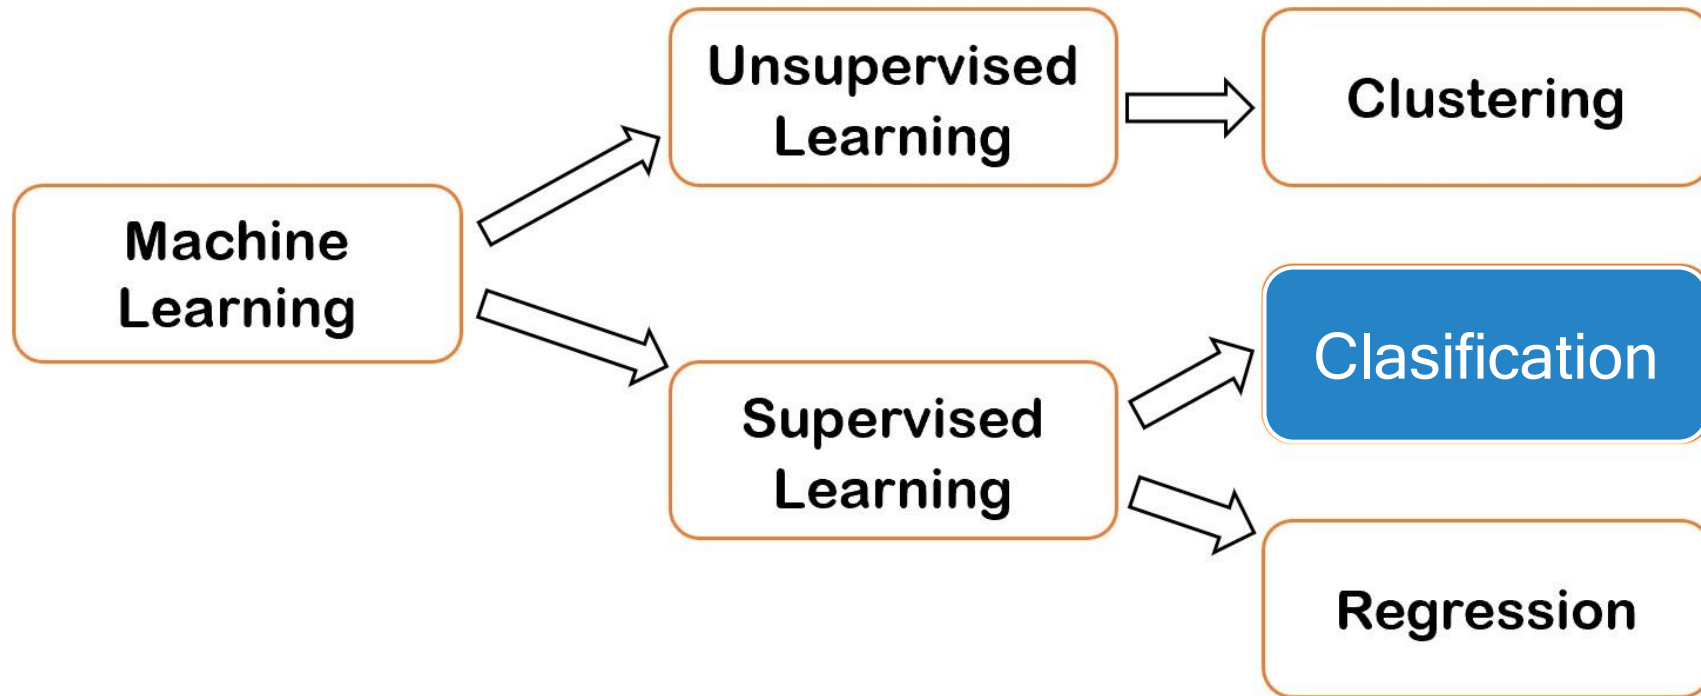 Unsupervised
Learning
Clustering
Machine
Learning
Clasification
Supervised
Learning
Regression